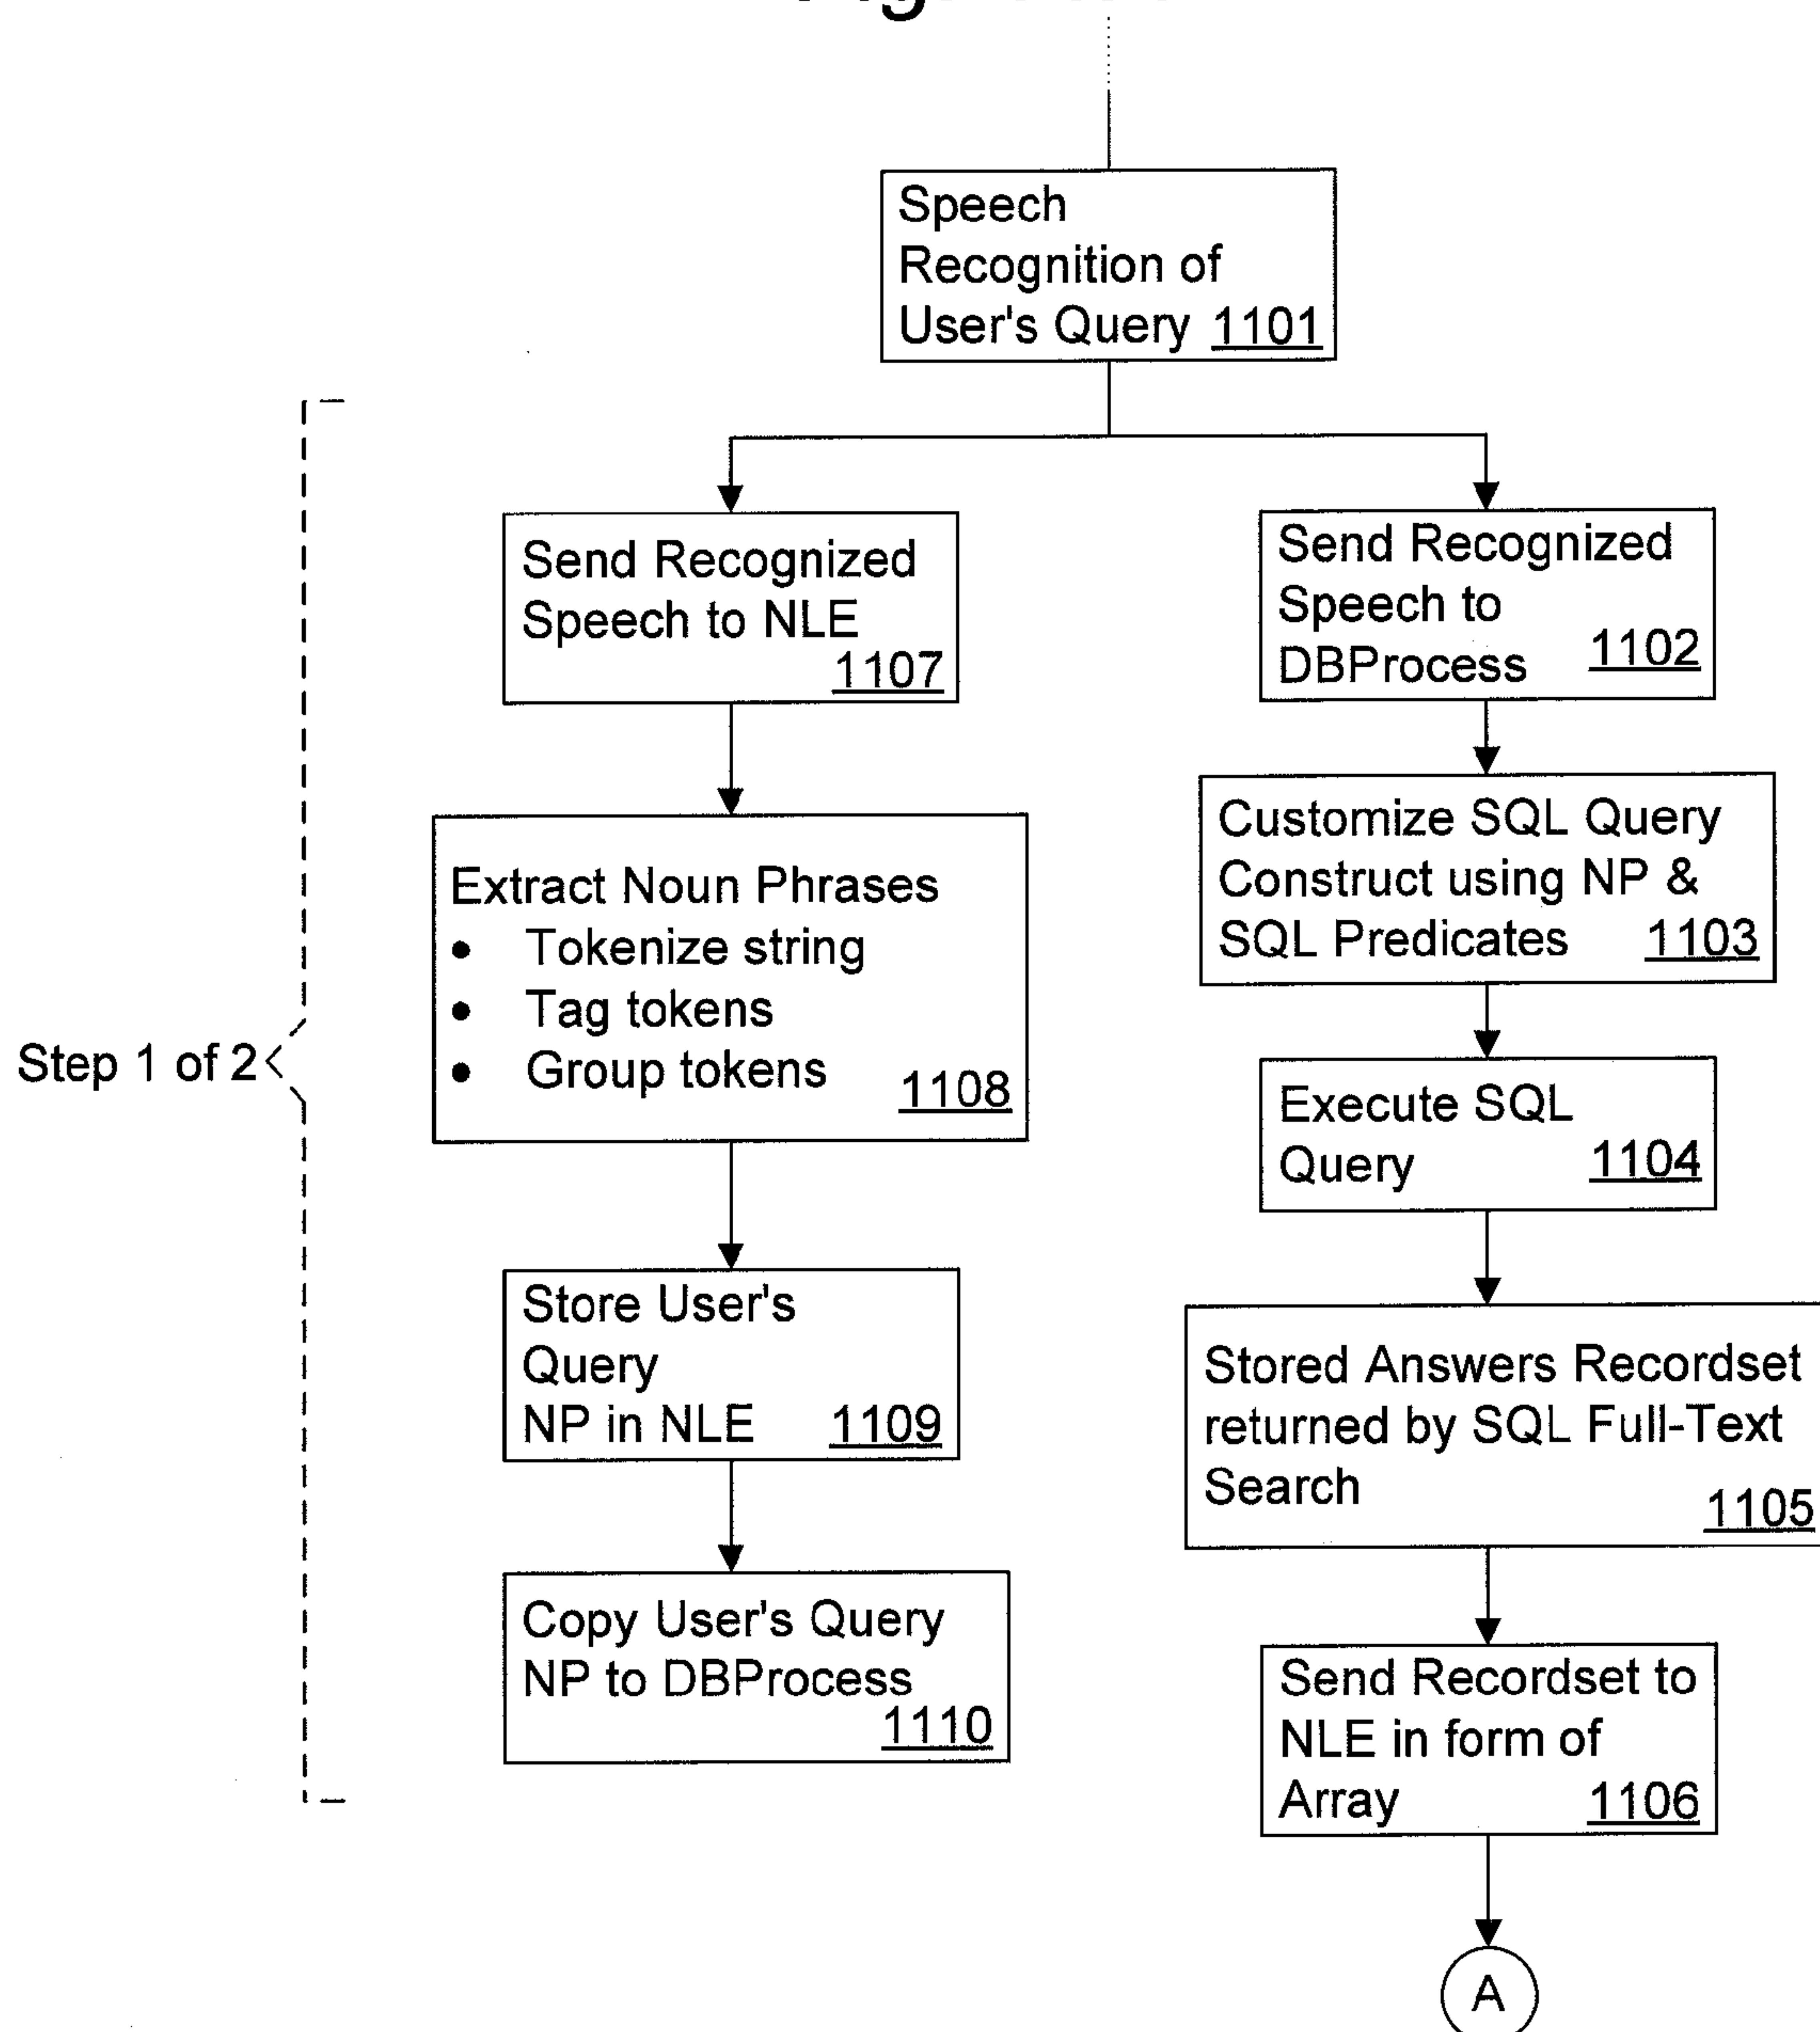 Speech
Recognition of
User's Query 1101
Send Recognized
Speech to NLE
1107
Send Recognized
Speech to
DBProcess 1102
Extract Noun Phrases
• Tokenize string
• Tag tokens
• Group tokens
1108
Customize SQL Query
Construct using NP &
SQL Predicates 1103
Step 1 of 2
Execute SQL
Query 1104
Store User's
Query
NP in NLE 1109
Stored Answers Recordset
returned by SQL Full-Text
Search
1105
Copy User's Query
NP to DBProcess
1110
Send Recordset to
NLE in form of
Array 1106
A